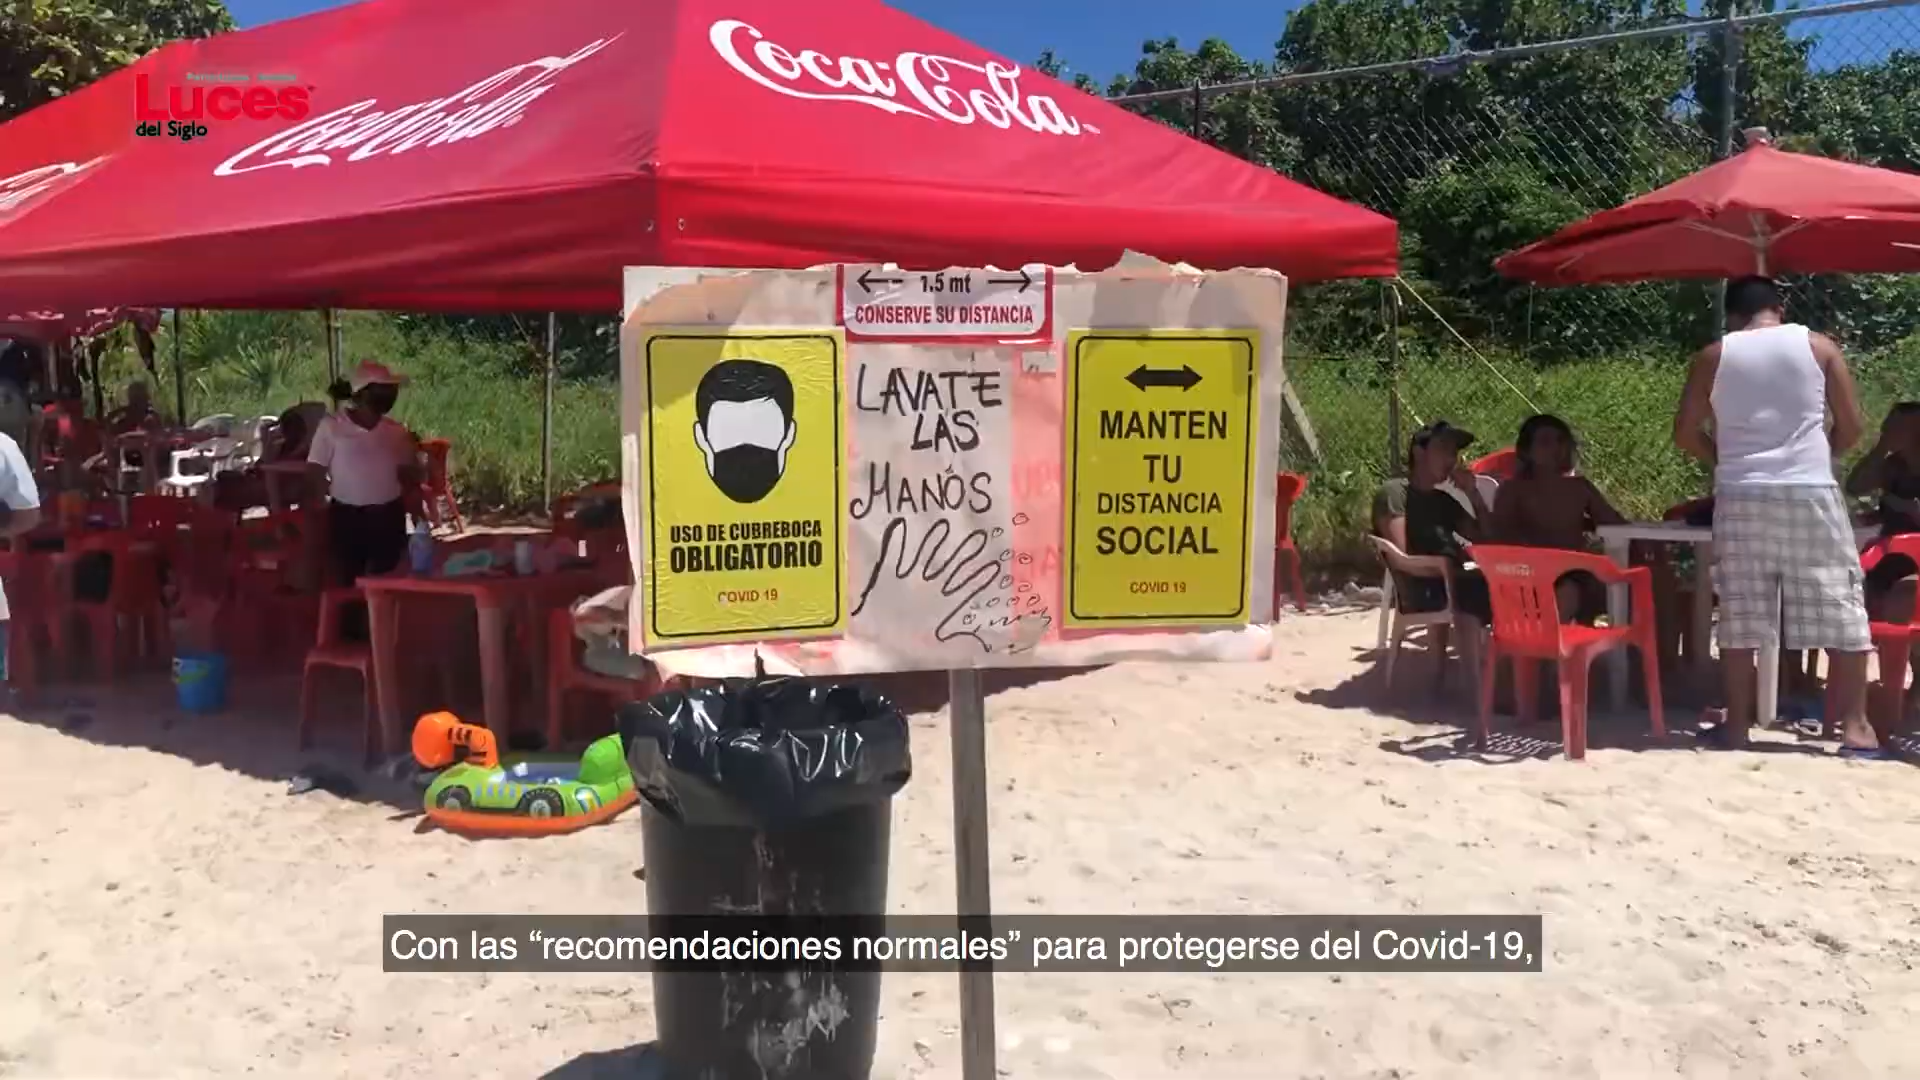 Luces
del Siglo
Coca-Cola
Coca-Cola
1.5 mt
CONSERVE SU DISTANCIA
USO DE CUBREBOCA
OBLIGATORIO
COVID 19
LAVATE
LAS
MANOS
MANTEN
TU
DISTANCIA
SOCIAL
COVID 19
Con las “recomendaciones normales” para protegerse del Covid-19,